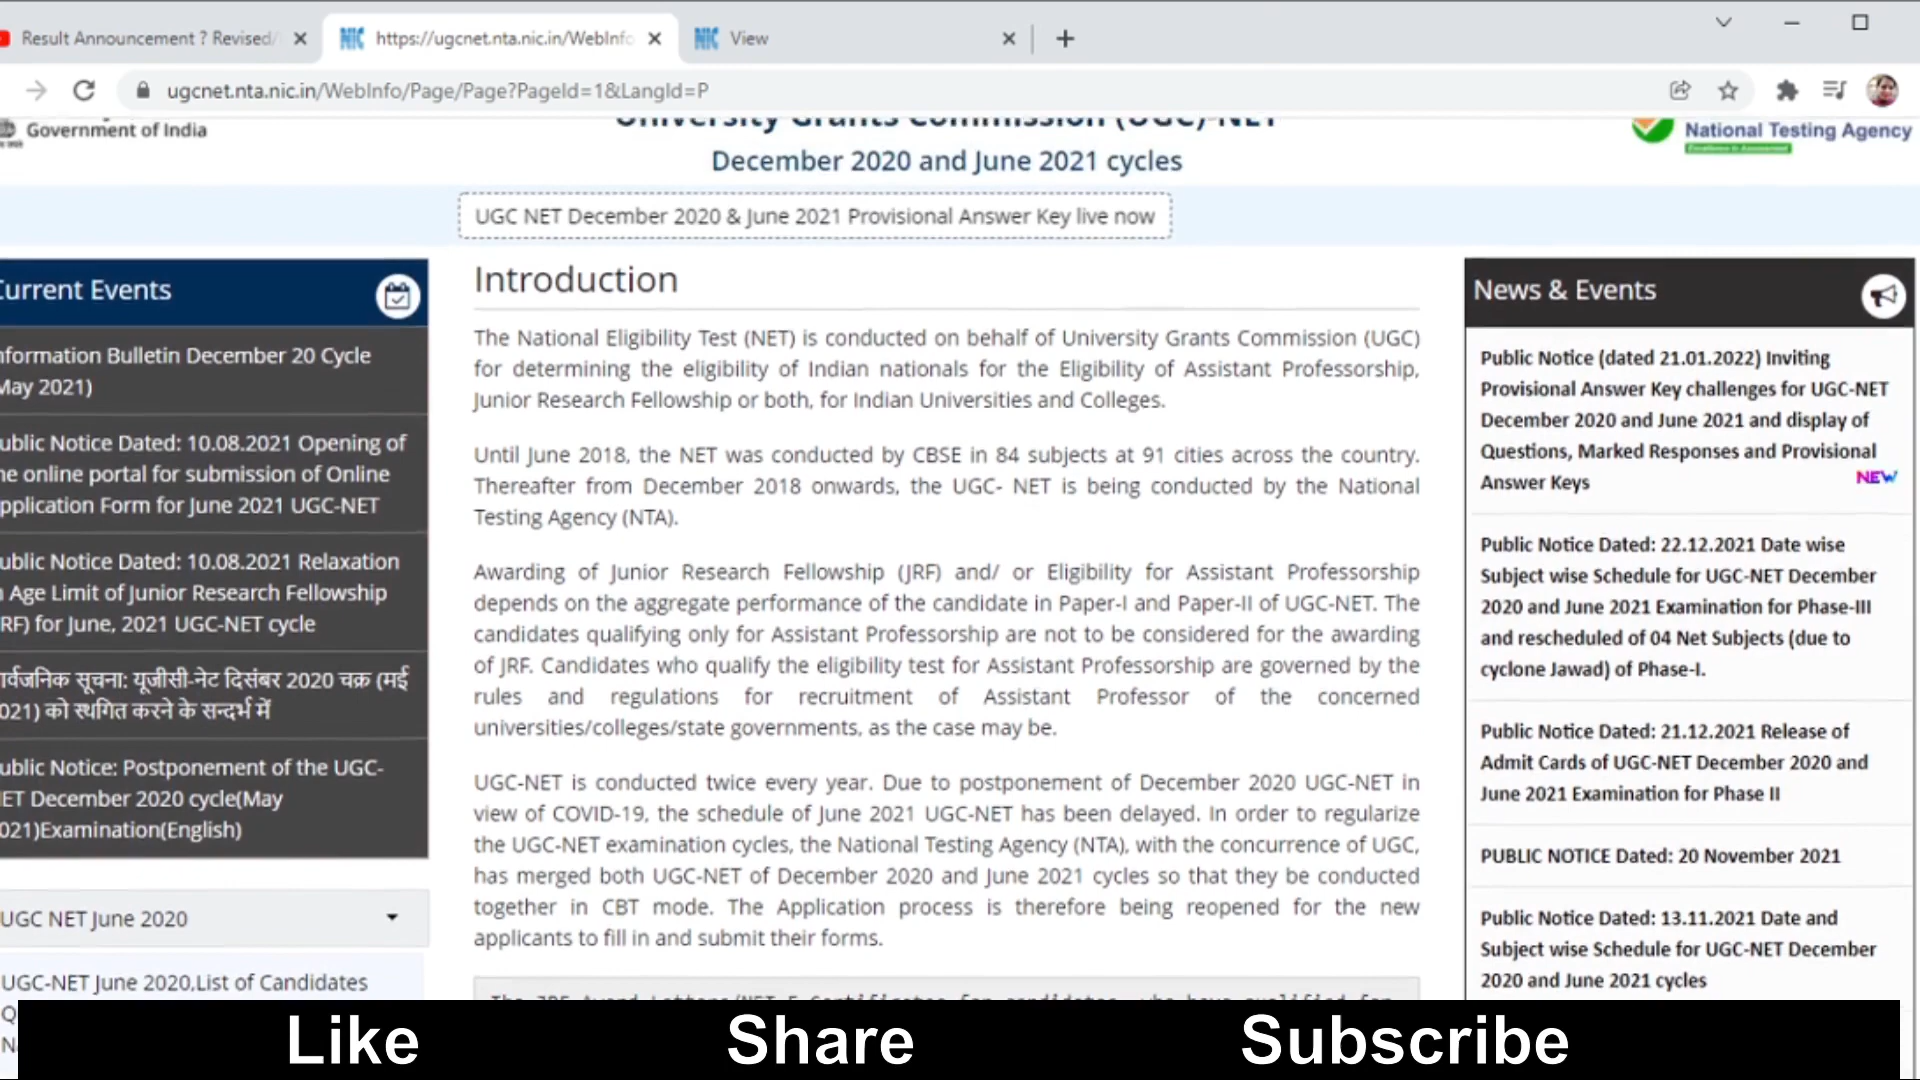 Result Announcement ? Revised/
https://ugcnet.nta.nic.in/WebInfo
NIC View
ugcnet.nta.nic.in/WebInfo/Page/Page?PageId=1&LangId=P
Government of India
University Grants Commission (UGC)-NET
December 2020 and June 2021 cycles
National Testing Agency
Excellence in Assessment
UGC NET December 2020 & June 2021 Provisional Answer Key live now
Current Events
nformation Bulletin December 20 Cycle
May 2021)
ublic Notice Dated: 10.08.2021 Opening of
he online portal for submission of Online
pplication Form for June 2021 UGC-NET
ublic Notice Dated: 10.08.2021 Relaxation
n Age Limit of Junior Research Fellowship
RF) for June, 2021 UGC-NET cycle
ार्वजनिक सूचना: यूजीसी-नेट दिसंबर 2020 चक्र (मई
021) को स्थगित करने के सन्दर्भ में
ublic Notice: Postponement of the UGC-
ET December 2020 cycle(May
021)Examination(English)
UGC NET June 2020
UGC-NET June 2020,List of Candidates
Introduction
The National Eligibility Test (NET) is conducted on behalf of University Grants Commission (UGC)
for determining the eligibility of Indian nationals for the Eligibility of Assistant Professorship,
Junior Research Fellowship or both, for Indian Universities and Colleges.
Until June 2018, the NET was conducted by CBSE in 84 subjects at 91 cities across the country.
Thereafter from December 2018 onwards, the UGC- NET is being conducted by the National
Testing Agency (NTA).
Awarding of Junior Research Fellowship (JRF) and/ or Eligibility for Assistant Professorship
depends on the aggregate performance of the candidate in Paper-I and Paper-II of UGC-NET. The
candidates qualifying only for Assistant Professorship are not to be considered for the awarding
of JRF. Candidates who qualify the eligibility test for Assistant Professorship are governed by the
rules and regulations for recruitment of Assistant Professor of the concerned
universities/colleges/state governments, as the case may be.
UGC-NET is conducted twice every year. Due to postponement of December 2020 UGC-NET in
view of COVID-19, the schedule of June 2021 UGC-NET has been delayed. In order to regularize
the UGC-NET examination cycles, the National Testing Agency (NTA), with the concurrence of UGC,
has merged both UGC-NET of December 2020 and June 2021 cycles so that they be conducted
together in CBT mode. The Application process is therefore being reopened for the new
applicants to fill in and submit their forms.
News & Events
Public Notice (dated 21.01.2022) Inviting
Provisional Answer Key challenges for UGC-NET
December 2020 and June 2021 and display of
Questions, Marked Responses and Provisional
Answer Keys
NEW
Public Notice Dated: 22.12.2021 Date wise
Subject wise Schedule for UGC-NET December
2020 and June 2021 Examination for Phase-III
and rescheduled of 04 Net Subjects (due to
cyclone Jawad) of Phase-I.
Public Notice Dated: 21.12.2021 Release of
Admit Cards of UGC-NET December 2020 and
June 2021 Examination for Phase II
PUBLIC NOTICE Dated: 20 November 2021
Public Notice Dated: 13.11.2021 Date and
Subject wise Schedule for UGC-NET December
2020 and June 2021 cycles
Like Share Subscribe